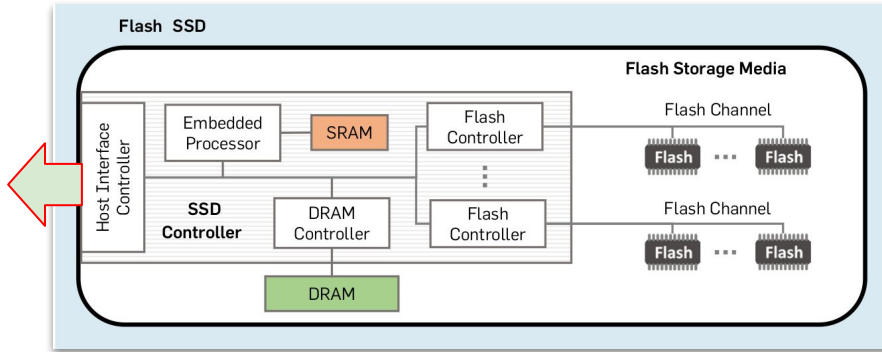 Flash SSD
Flash Storage Media
Host Interface
Controller
Embedded
Processor
SRAM
Flash
Controller
Flash Channel
Flash
Flash
SSD
Controller
DRAM
Controller
Flash
Controller
Flash Channel
Flash
Flash
DRAM